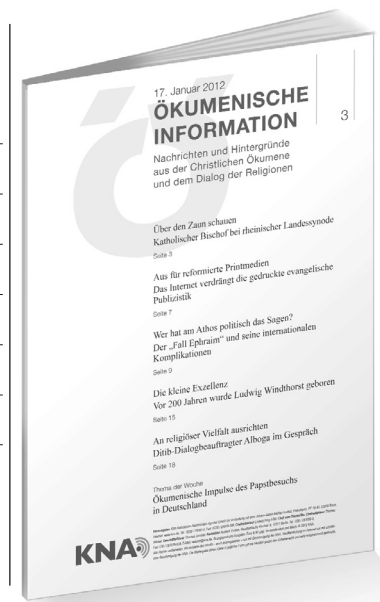 17. Januar 2012
ÖKUMENISCHE
INFORMATION
3
Nachrichten und Hintergründe
aus der Christlichen Ökumene
und dem Dialog der Religionen
Über den Zaun schauen
Katholischer Bischof bei rheinischer Landessynode
Seite 3
Aus für reformierte Printmedien
Das Internet verdrängt die gedruckte evangelische
Publizistik
Seite 7
Wer hat am Athos politisch das Sagen?
Der „Fall Ephraim“ und seine internationalen
Komplikationen
Seite 9
Die kleine Exzellenz
Vor 200 Jahren wurde Ludwig Windthorst geboren
Seite 15
An religiöser Vielfalt ausrichten
Ditib-Dialogbeauftragter Alboga im Gespräch
Seite 18
Thema der Woche
Ökumenische Impulse des Papstbesuchs
in Deutschland
KNA